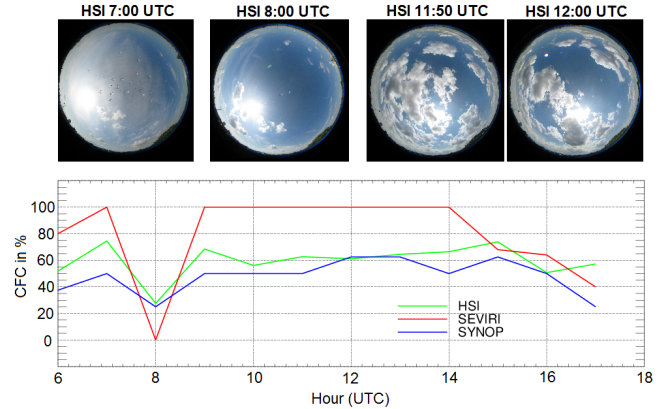 HSI 7:00 UTC HSI 8:00 UTC HSI 11:50 UTC HSI 12:00 UTC
100
80
60
40
20
0
CFC in %
HSI
SEVIRI
SYNOP
6 8 10 12 14 16 18
Hour (UTC)